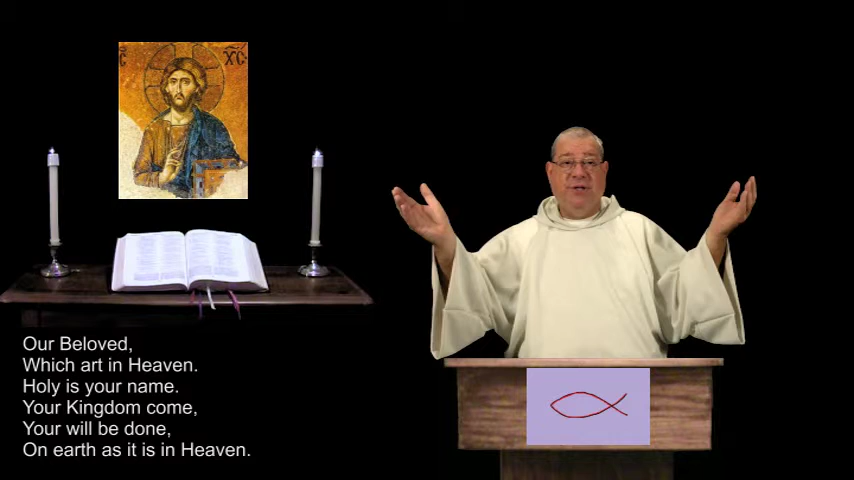 XC
Our Beloved,
Which art in Heaven.
Holy is your name.
Your Kingdom come,
Your will be done,
On earth as it is in Heaven.